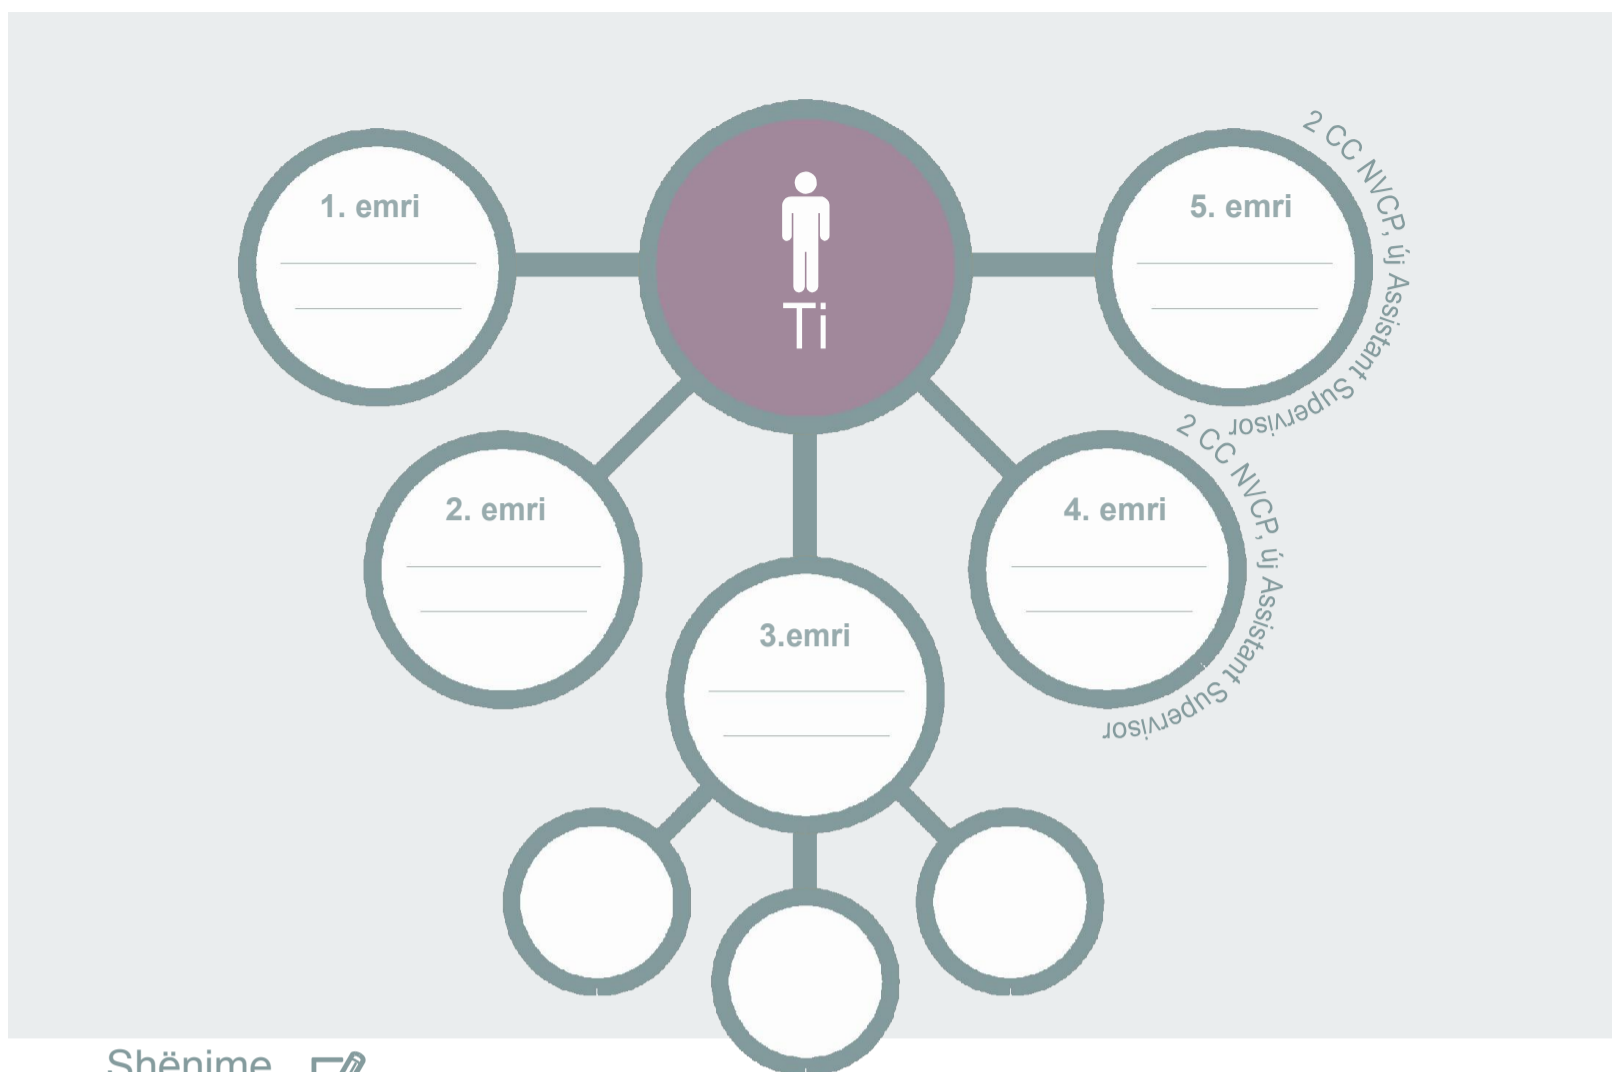 1. emri
Ti
5. emri
2 CC NVCP, új Assistant Supervisor
2. emri
4. emri
2 CC NVCP, új Assistant Supervisor
3.emri
Shënime